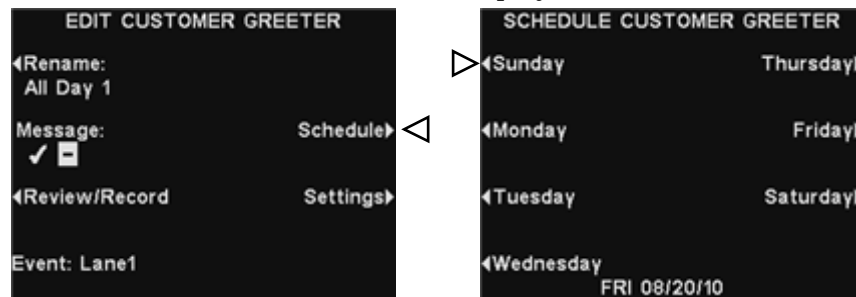 EDIT CUSTOMER GREETER
Rename:
All Day 1
Message: Schedule
Review/Record Settings
Event: Lane1
SCHEDULE CUSTOMER GREETER
Sunday Thursday
Monday Friday
Tuesday Saturday
Wednesday
FRI 08/20/10